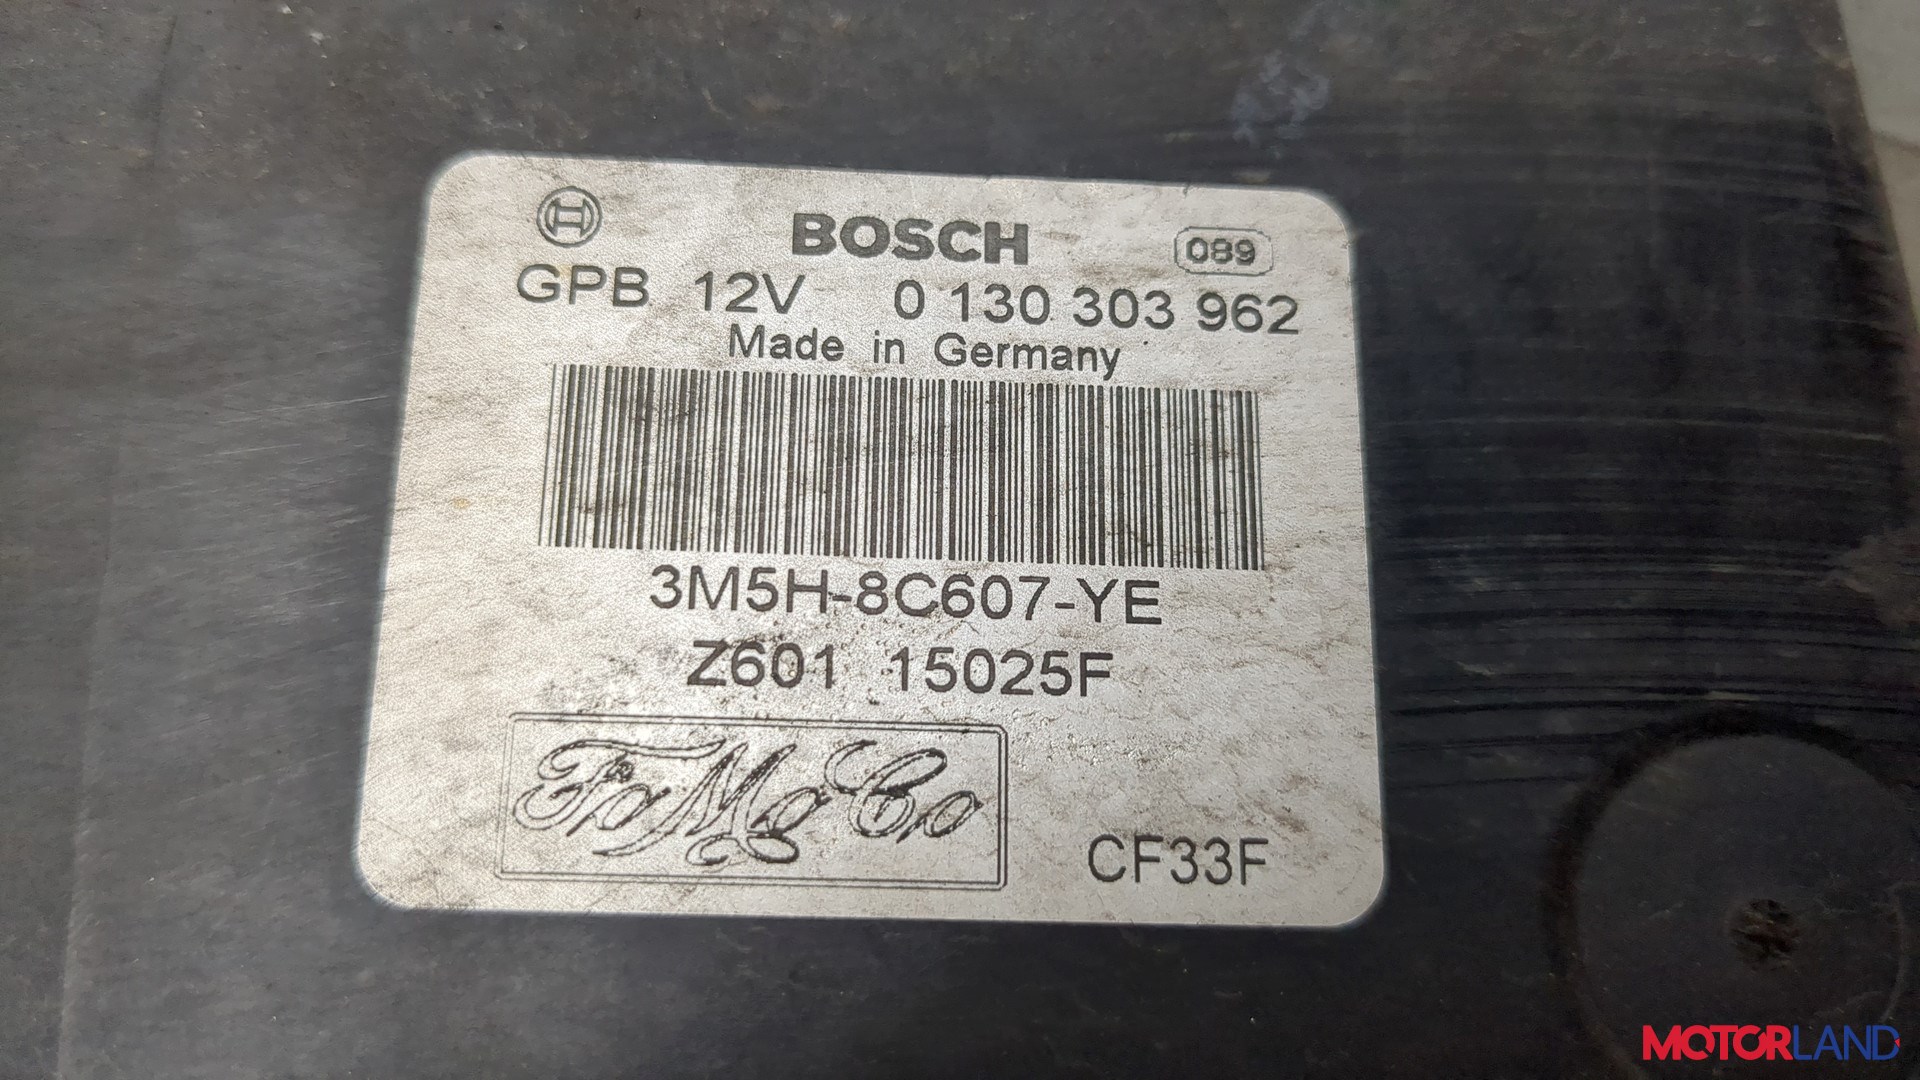 BOSCH
089
GPB 12V 0 130 303 962
Made in Germany
3M5H-8C607-YE
Z601 15025F
FoMoCo
CF33F
MOTORLAND